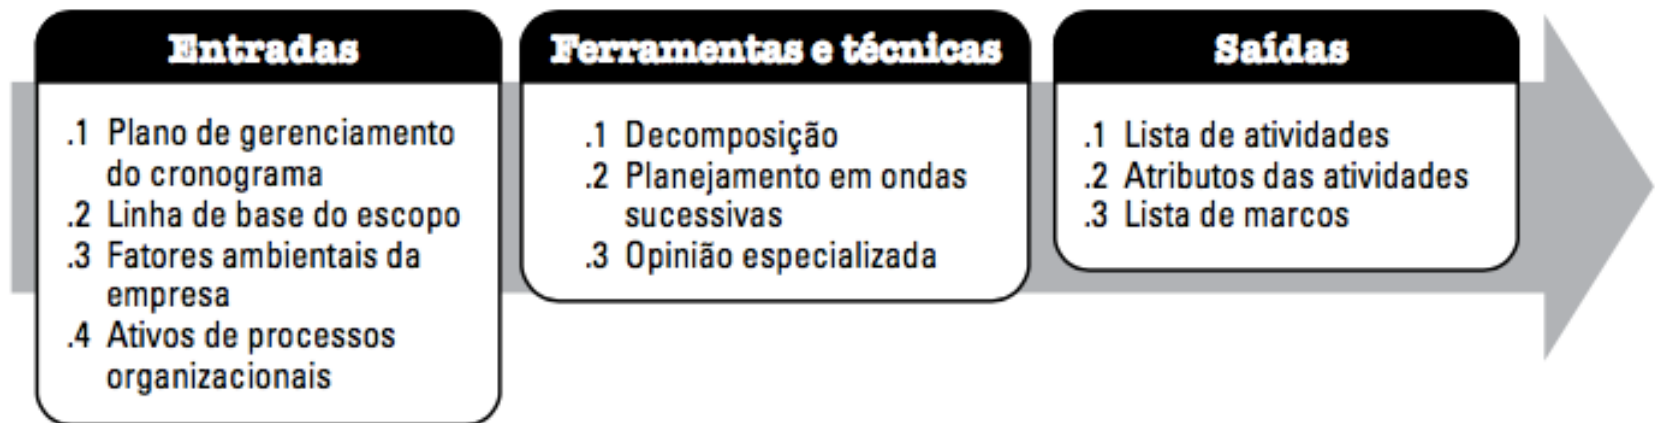 Entradas
.1 Plano de gerenciamento
do cronograma
.2 Linha de base do escopo
.3 Fatores ambientais da
empresa
.4 Ativos de processos
organizacionais
Ferramentas e técnicas
.1 Decomposição
.2 Planejamento em ondas
sucessivas
.3 Opinião especializada
Saídas
.1 Lista de atividades
.2 Atributos das atividades
.3 Lista de marcos